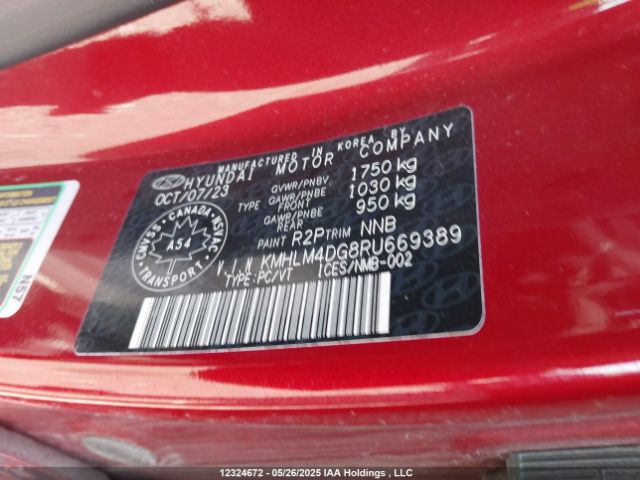 MANUFACTURED IN KOREA BY
HYUNDAI MOTOR COMPANY
OCT/07/23
GVWR/PNBV 1750 kg
TYPE GAWR/PNBE FRONT 1030 kg
GAWR/PNBE REAR 950 kg
PAINT R2P TRIM NNB
V.I.N KMHLM4DG8RU669389
TYPE:PC/VT ICES/NMB-002
CMVSS·CANADA·NSVAC
A54
TRANSPORT
N57
12324672 — 05/26/2025 IAA Holdings , LLC